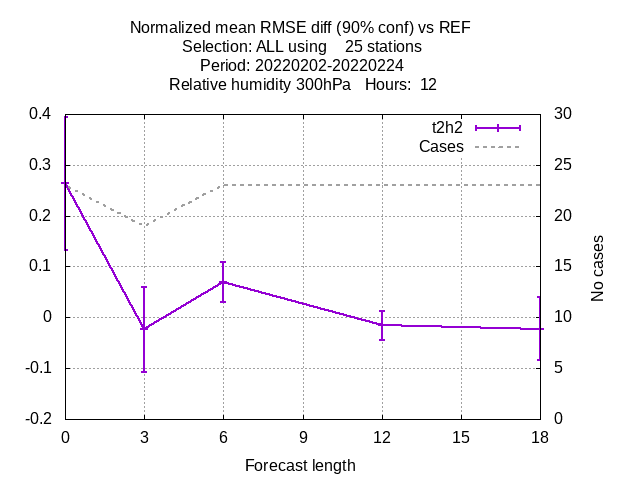 Normalized mean RMSE diff (90% conf) vs REF
Selection: ALL using    25 stations
Period: 20220202-20220224
Relative humidity 300hPa   Hours:  12
0.4
0.3
0.2
0.1
0
-0.1
-0.2
30
25
20
15
10
5
0
t2h2
Cases
No cases
0 3 6 9 12 15 18
Forecast length